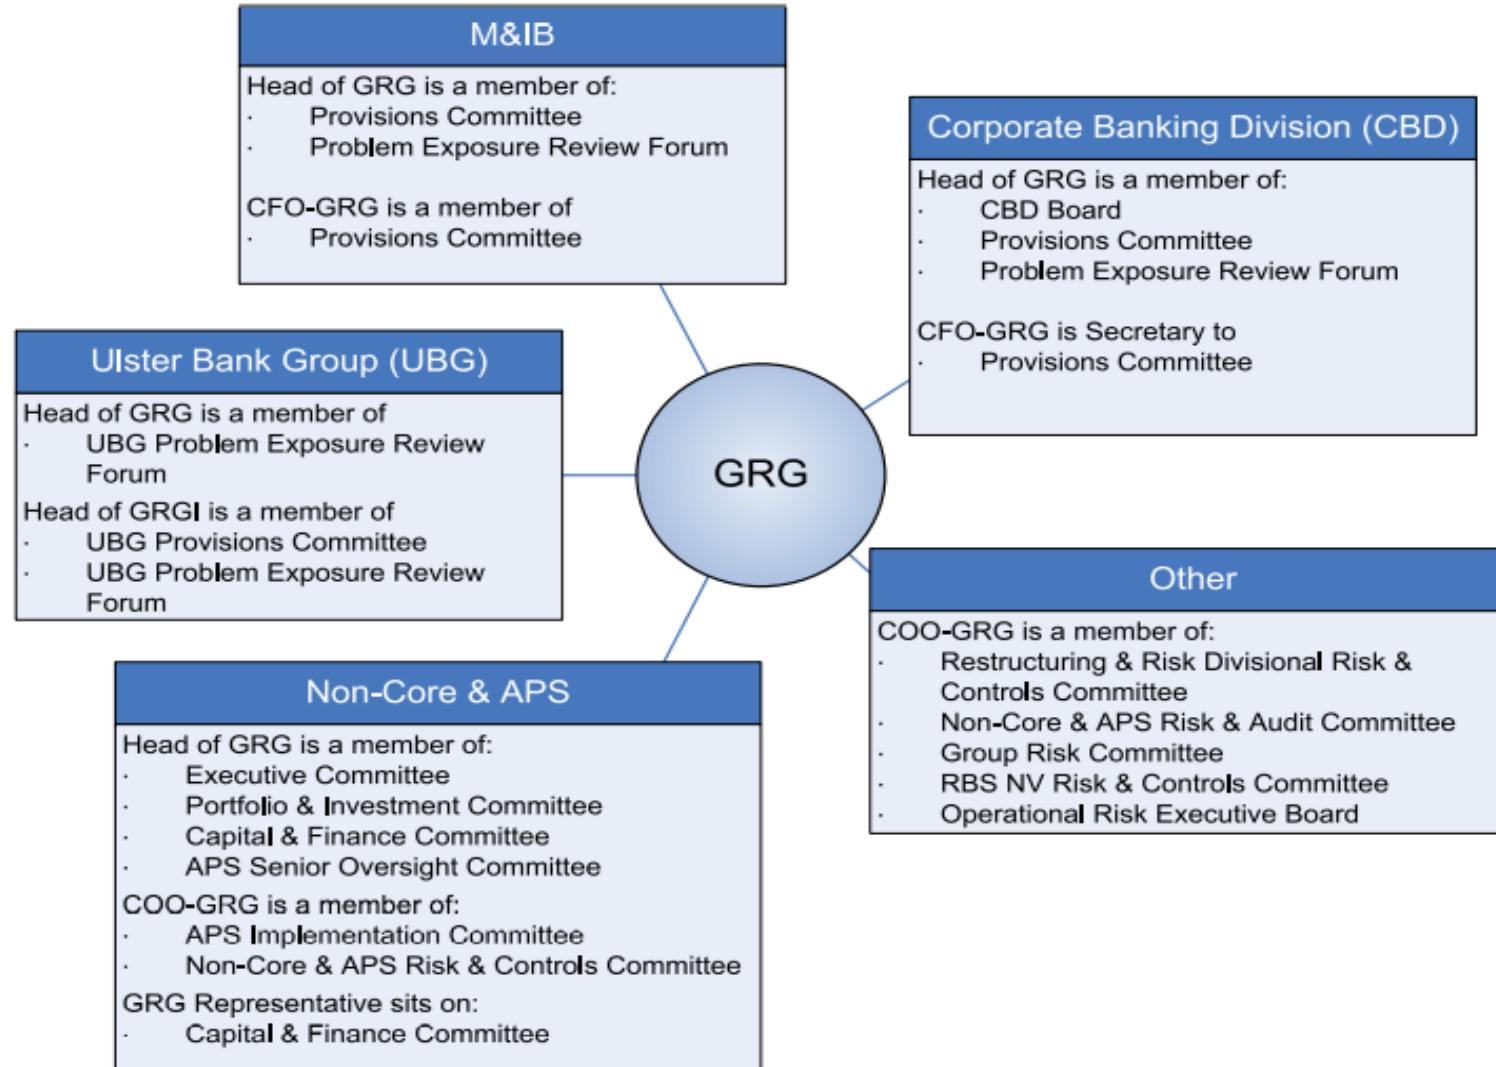 M&IB
Head of GRG is a member of:
· Provisions Committee
· Problem Exposure Review Forum
CFO-GRG is a member of
· Provisions Committee
Corporate Banking Division (CBD)
Head of GRG is a member of:
· CBD Board
· Provisions Committee
· Problem Exposure Review Forum
CFO-GRG is Secretary to
· Provisions Committee
Ulster Bank Group (UBG)
Head of GRG is a member of
· UBG Problem Exposure Review
Forum
Head of GRGI is a member of
· UBG Provisions Committee
· UBG Problem Exposure Review
Forum
GRG
Other
COO-GRG is a member of:
· Restructuring & Risk Divisional Risk &
Controls Committee
· Non-Core & APS Risk & Audit Committee
· Group Risk Committee
· RBS NV Risk & Controls Committee
· Operational Risk Executive Board
Non-Core & APS
Head of GRG is a member of:
· Executive Committee
· Portfolio & Investment Committee
· Capital & Finance Committee
· APS Senior Oversight Committee
COO-GRG is a member of:
· APS Implementation Committee
· Non-Core & APS Risk & Controls Committee
GRG Representative sits on:
· Capital & Finance Committee